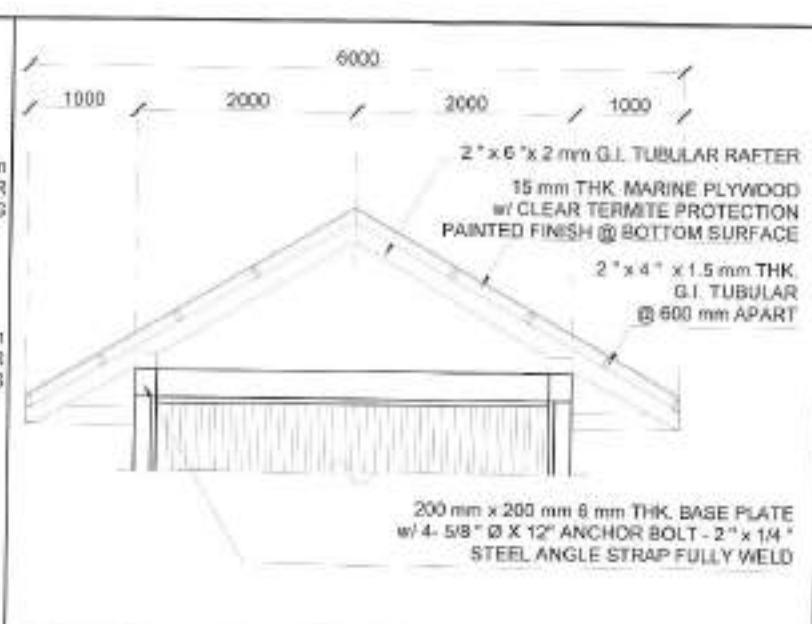 6000
1000 2000 2000 1000
2 " x 6 "x 2 mm G.I. TUBULAR RAFTER
15 mm THK. MARINE PLYWOOD
w/ CLEAR TERMITE PROTECTION
PAINTED FINISH @ BOTTOM SURFACE
2 " x 4 " x 1.5 mm THK.
G.I. TUBULAR
@ 600 mm APART
200 mm x 200 mm 6 mm THK. BASE PLATE
w/ 4- 5/8 " Ø X 12" ANCHOR BOLT - 2 " x 1/4 "
STEEL ANGLE STRAP FULLY WELD